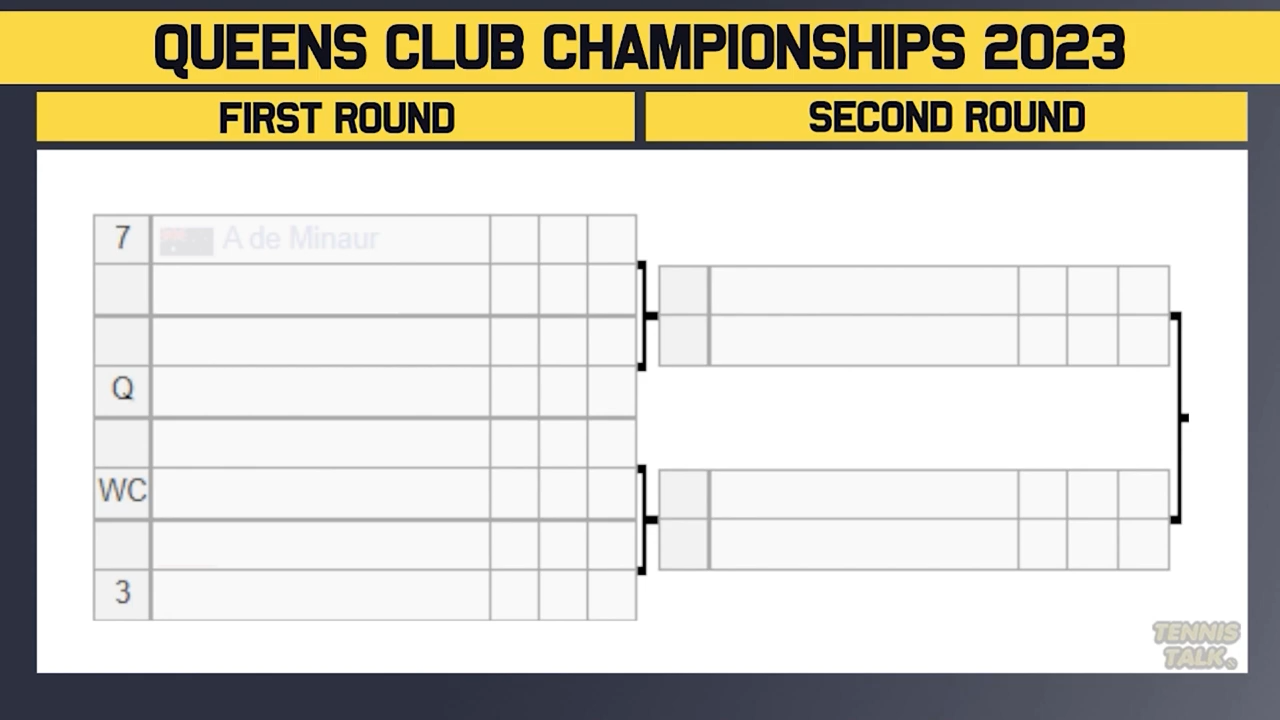 QUEENS CLUB CHAMPIONSHIPS 2023
FIRST ROUND
SECOND ROUND
7 A de Minaur
Q
WC
3
TENNIS
TALK